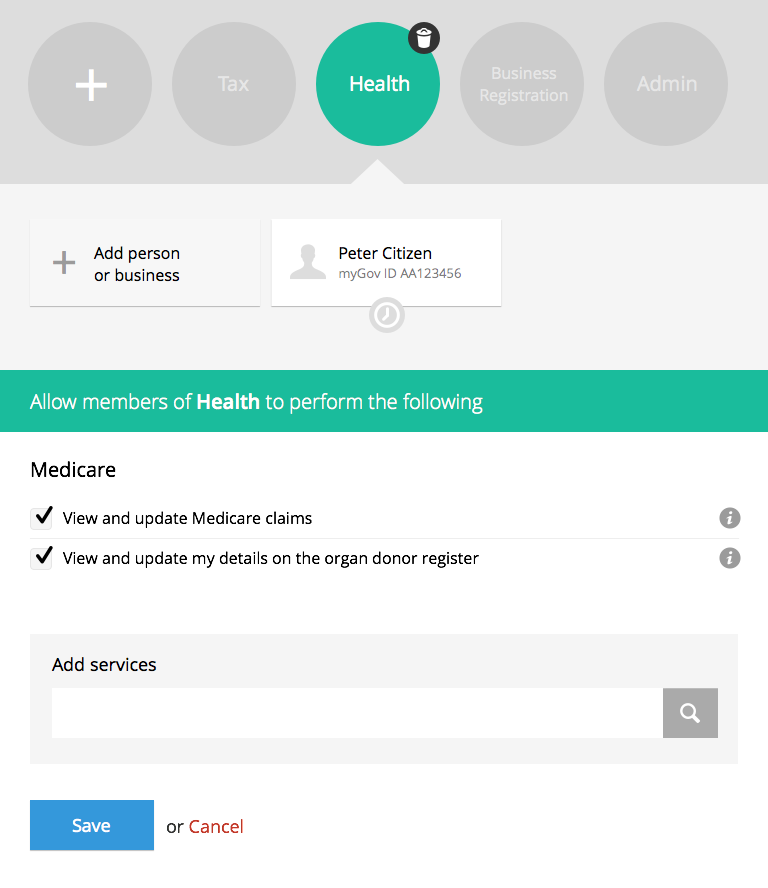 Tax
Health
Business
Registration
Admin
Add person
or business
Peter Citizen
myGov ID AA123456
Allow members of Health to perform the following
Medicare
View and update Medicare claims
View and update my details on the organ donor register
Add services
Save or Cancel